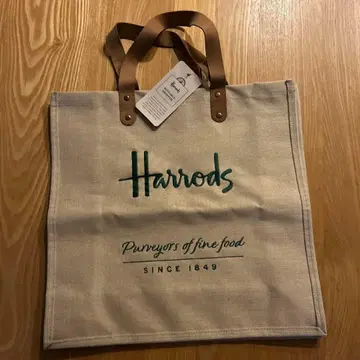 Harrods
Purveyors of fine food
SINCE 1849